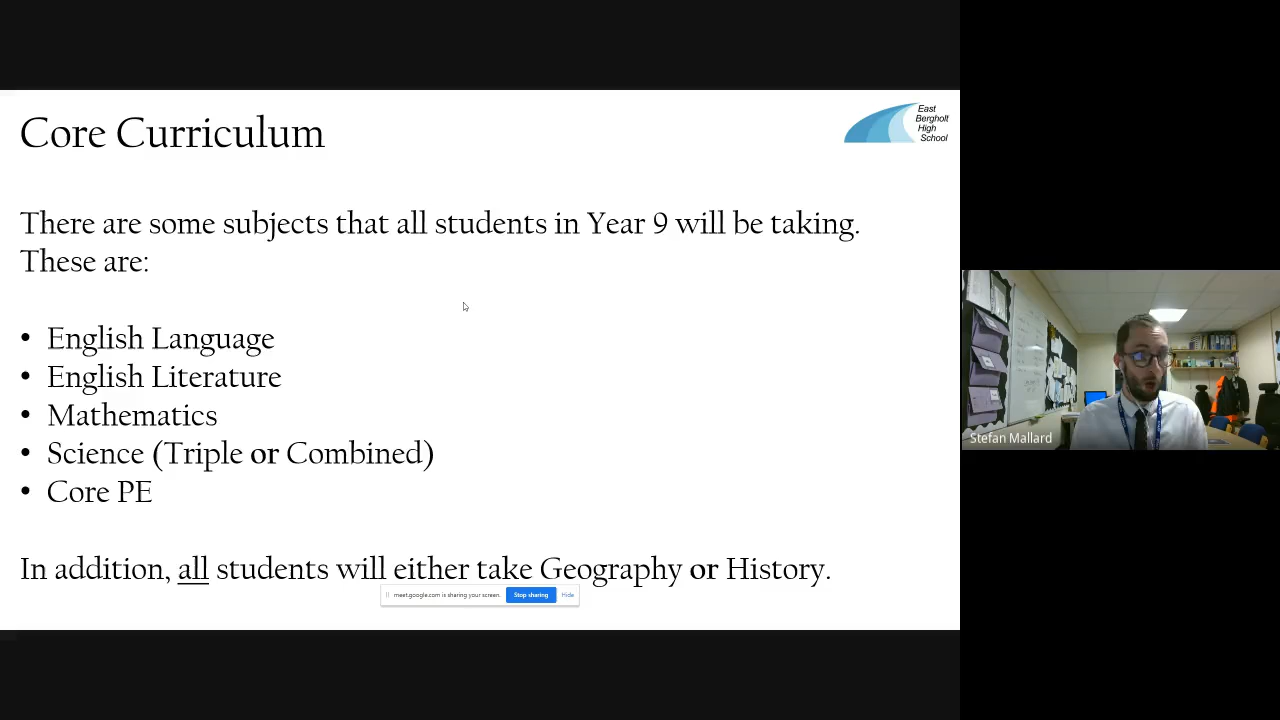 Core Curriculum
East
Bergholt
High
School
There are some subjects that all students in Year 9 will be taking.
These are:
• English Language
• English Literature
• Mathematics
• Science (Triple or Combined)
• Core PE
In addition, all students will either take Geography or History.
meet.google.com is sharing your screen.
Stop sharing
Hide
Stefan Mallard